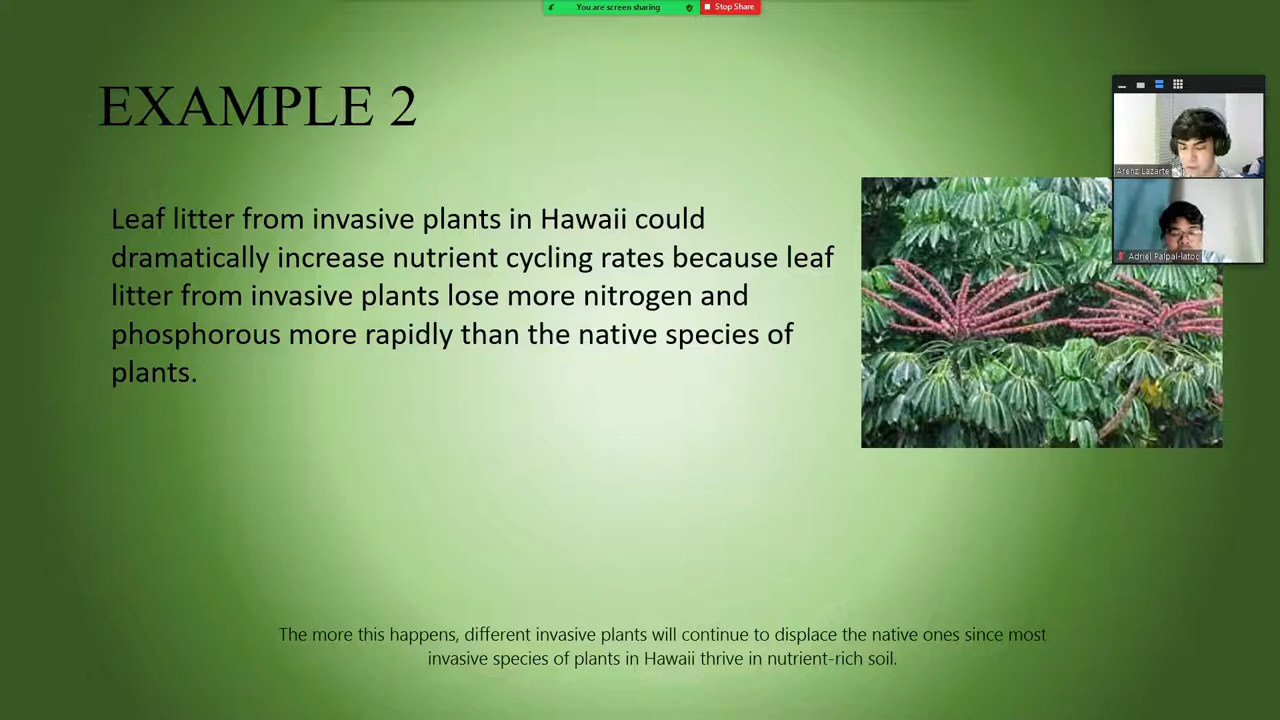 You are screen sharing
Stop Share
EXAMPLE 2
Arenz Lazarte
Leaf litter from invasive plants in Hawaii could
dramatically increase nutrient cycling rates because leaf
litter from invasive plants lose more nitrogen and
phosphorous more rapidly than the native species of
plants.
Adriel Palpal-latoc
The more this happens, different invasive plants will continue to displace the native ones since most
invasive species of plants in Hawaii thrive in nutrient-rich soil.